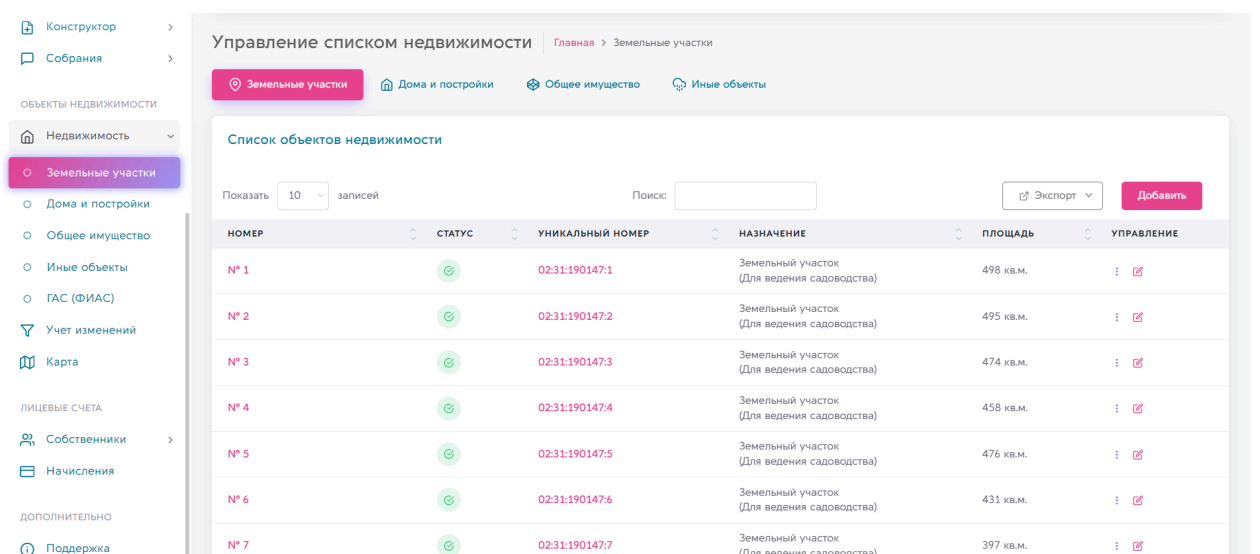 Конструктор
Собрания
ОБЪЕКТЫ НЕДВИЖИМОСТИ
Недвижимость
Земельные участки
Дома и постройки
Общее имущество
Иные объекты
ГАС (ФИАС)
Учет изменений
Карта
ЛИЦЕВЫЕ СЧЕТА
Собственники
Начисления
ДОПОЛНИТЕЛЬНО
Поддержка
Управление списком недвижимости Главная > Земельные участки
Земельные участки Дома и постройки Общее имущество Иные объекты
Список объектов недвижимости
Показать 10 записей Поиск: Экспорт Добавить
НОМЕР СТАТУС УНИКАЛЬНЫЙ НОМЕР НАЗНАЧЕНИЕ ПЛОЩАДЬ УПРАВЛЕНИЕ
№ 1 02:31:190147:1 Земельный участок 498 кв.м.
(Для ведения садоводства)
№ 2 02:31:190147:2 Земельный участок 495 кв.м.
(Для ведения садоводства)
№ 3 02:31:190147:3 Земельный участок 474 кв.м.
(Для ведения садоводства)
№ 4 02:31:190147:4 Земельный участок 458 кв.м.
(Для ведения садоводства)
№ 5 02:31:190147:5 Земельный участок 476 кв.м.
(Для ведения садоводства)
№ 6 02:31:190147:6 Земельный участок 431 кв.м.
(Для ведения садоводства)
№ 7 02:31:190147:7 Земельный участок 397 кв.м.
(Для ведения садоводства)